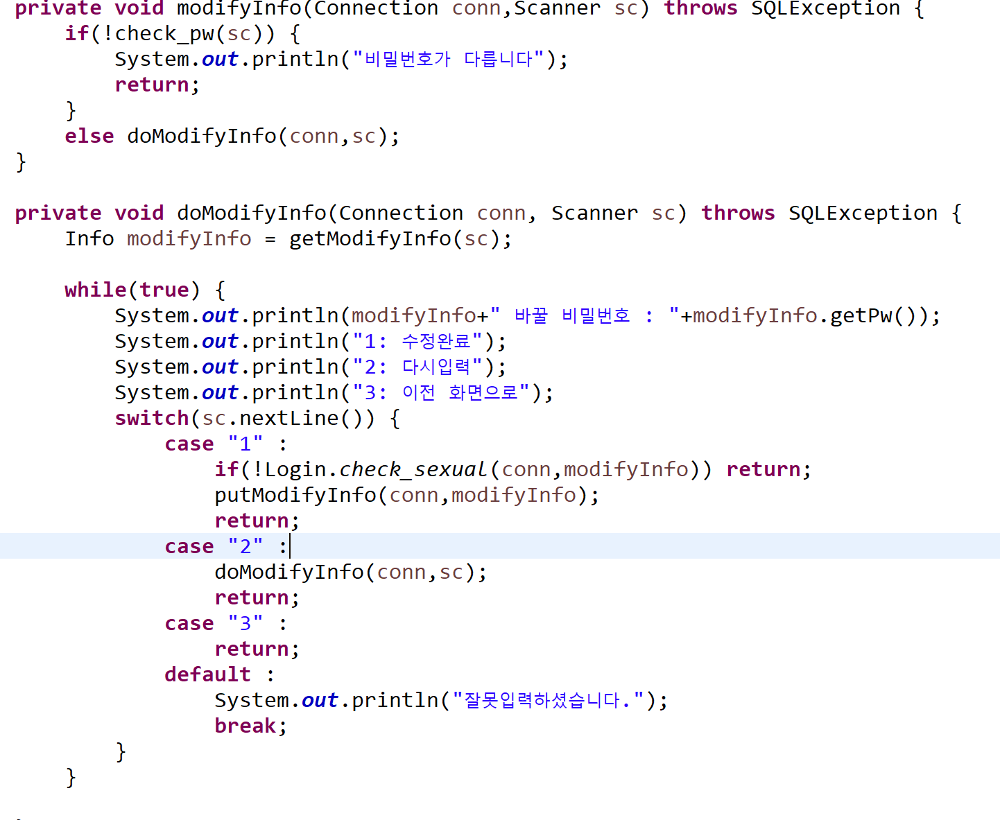 private void modifyInfo(Connection conn,Scanner sc) throws SQLException {
if(!check_pw(sc)) {
System.out.println("비밀번호가 다릅니다");
return;
}
else doModifyInfo(conn,sc);
}
private void doModifyInfo(Connection conn, Scanner sc) throws SQLException {
Info modifyInfo = getModifyInfo(sc);
while(true) {
System.out.println(modifyInfo+" 바꿀 비밀번호 : "+modifyInfo.getPw());
System.out.println("1: 수정완료");
System.out.println("2: 다시입력");
System.out.println("3: 이전 화면으로");
switch(sc.nextLine()) {
case "1" :
if(!Login.check_sexual(conn,modifyInfo)) return;
putModifyInfo(conn,modifyInfo);
return;
case "2" :
doModifyInfo(conn,sc);
return;
case "3" :
return;
default :
System.out.println("잘못입력하셨습니다.");
break;
}
}